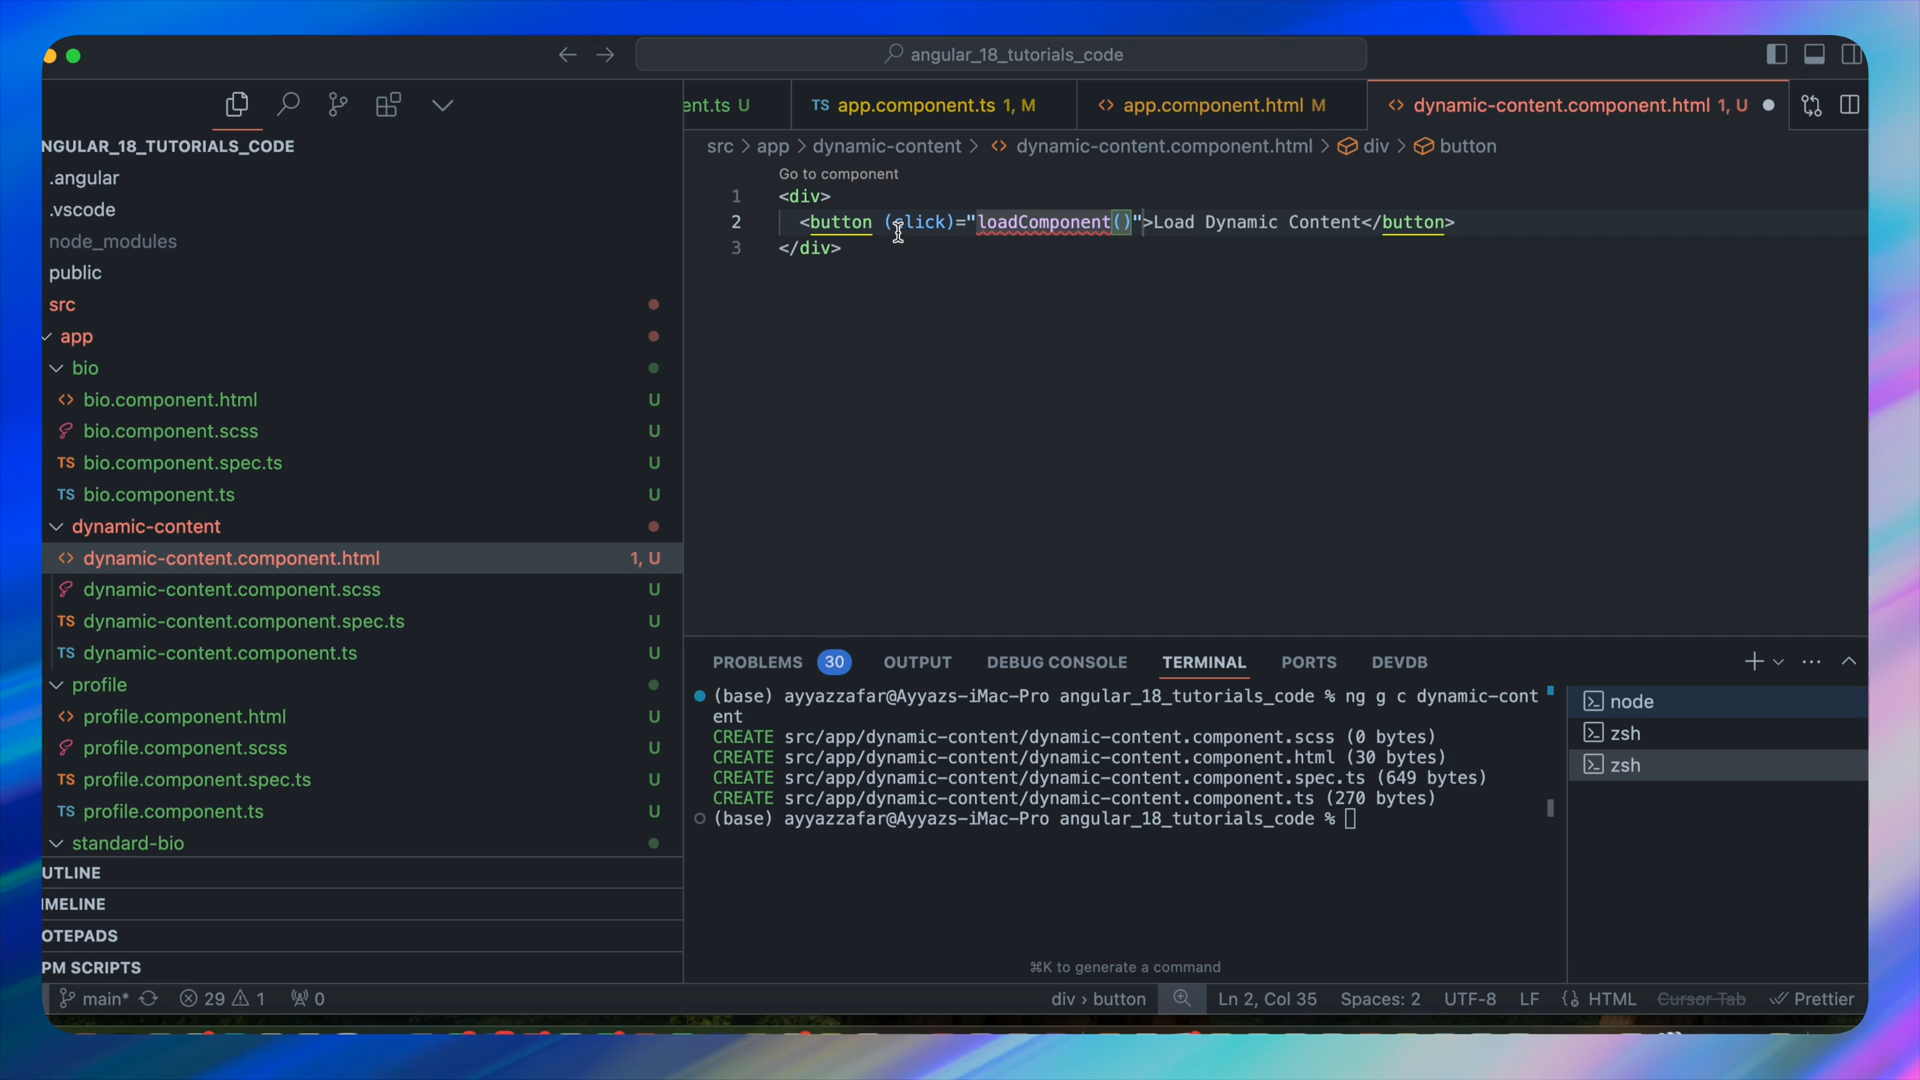 angular_18_tutorials_code
NGULAR_18_TUTORIALS_CODE
.angular
.vscode
node_modules
public
src
app
bio
bio.component.html U
bio.component.scss U
TS bio.component.spec.ts U
TS bio.component.ts U
dynamic-content
dynamic-content.component.html 1, U
dynamic-content.component.scss U
TS dynamic-content.component.spec.ts U
TS dynamic-content.component.ts U
profile
profile.component.html U
profile.component.scss U
TS profile.component.spec.ts U
TS profile.component.ts U
standard-bio
UTLINE
IMELINE
OTEPADS
PM SCRIPTS
ent.ts U TS app.component.ts 1, M <> app.component.html M <> dynamic-content.component.html 1, U
src > app > dynamic-content > <> dynamic-content.component.html > div > button
Go to component
1 <div>
2 <button (click)="loadComponent()">Load Dynamic Content</button>
3 </div>
PROBLEMS 30 OUTPUT DEBUG CONSOLE TERMINAL PORTS DEVDB
(base) ayyazzafar@Ayyazs-iMac-Pro angular_18_tutorials_code % ng g c dynamic-cont
ent
CREATE src/app/dynamic-content/dynamic-content.component.scss (0 bytes)
CREATE src/app/dynamic-content/dynamic-content.component.html (30 bytes)
CREATE src/app/dynamic-content/dynamic-content.component.spec.ts (649 bytes)
CREATE src/app/dynamic-content/dynamic-content.component.ts (270 bytes)
(base) ayyazzafar@Ayyazs-iMac-Pro angular_18_tutorials_code %
node
zsh
zsh
⌘K to generate a command
main* 29 1 0 div › button Ln 2, Col 35 Spaces: 2 UTF-8 LF HTML Cursor Tab Prettier